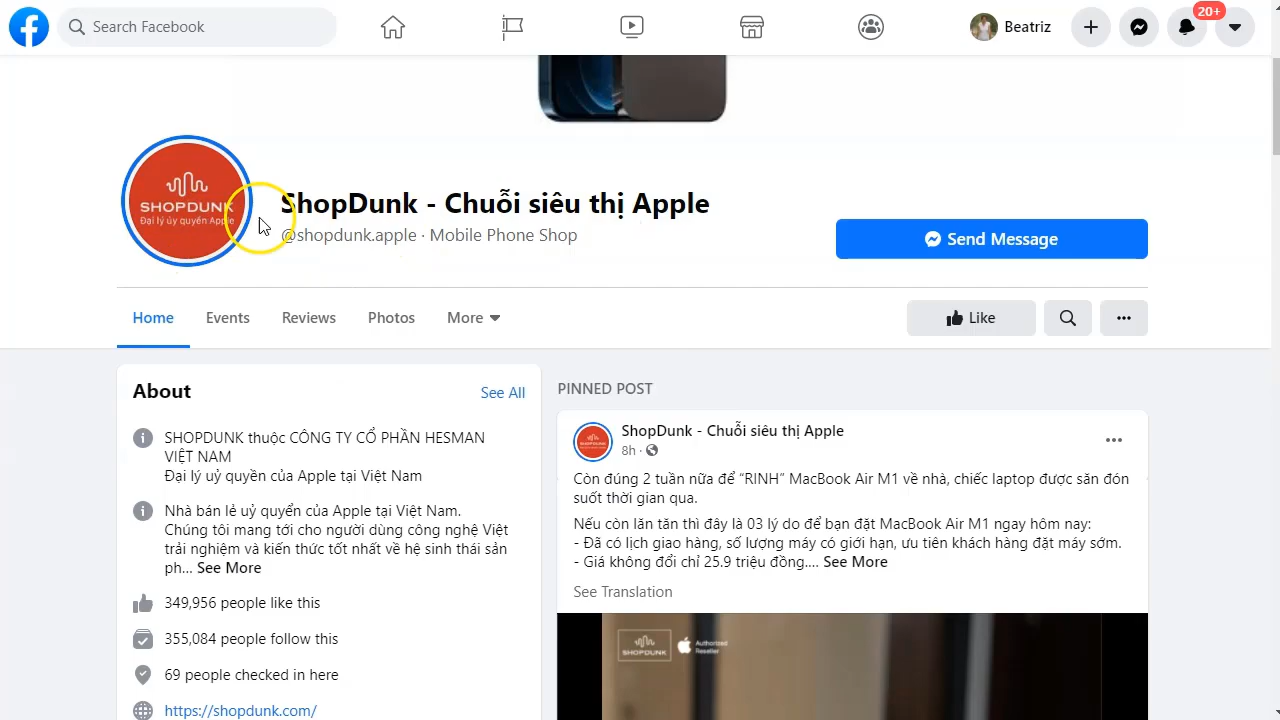 Search Facebook
Beatriz
20+
SHOPDUNK
Đại lý ủy quyền Apple
ShopDunk - Chuỗi siêu thị Apple
@shopdunk.apple · Mobile Phone Shop
Send Message
Home Events Reviews Photos More
Like
About See All
SHOPDUNK thuộc CÔNG TY CỔ PHẦN HESMAN
VIỆT NAM
Đại lý uỷ quyền của Apple tại Việt Nam
Nhà bán lẻ uỷ quyền của Apple tại Việt Nam.
Chúng tôi mang tới cho người dùng công nghệ Việt
trải nghiệm và kiến thức tốt nhất về hệ sinh thái sản
ph... See More
349,956 people like this
355,084 people follow this
69 people checked in here
https://shopdunk.com/
PINNED POST
ShopDunk - Chuỗi siêu thị Apple
8h ·
Còn đúng 2 tuần nữa để “RINH” MacBook Air M1 về nhà, chiếc laptop được săn đón
suốt thời gian qua.
Nếu còn lăn tăn thì đây là 03 lý do để bạn đặt MacBook Air M1 ngay hôm nay:
- Đã có lịch giao hàng, số lượng máy có giới hạn, ưu tiên khách hàng đặt máy sớm.
- Giá không đổi chỉ 25.9 triệu đồng.... See More
See Translation
SHOPDUNK
Authorized
Reseller